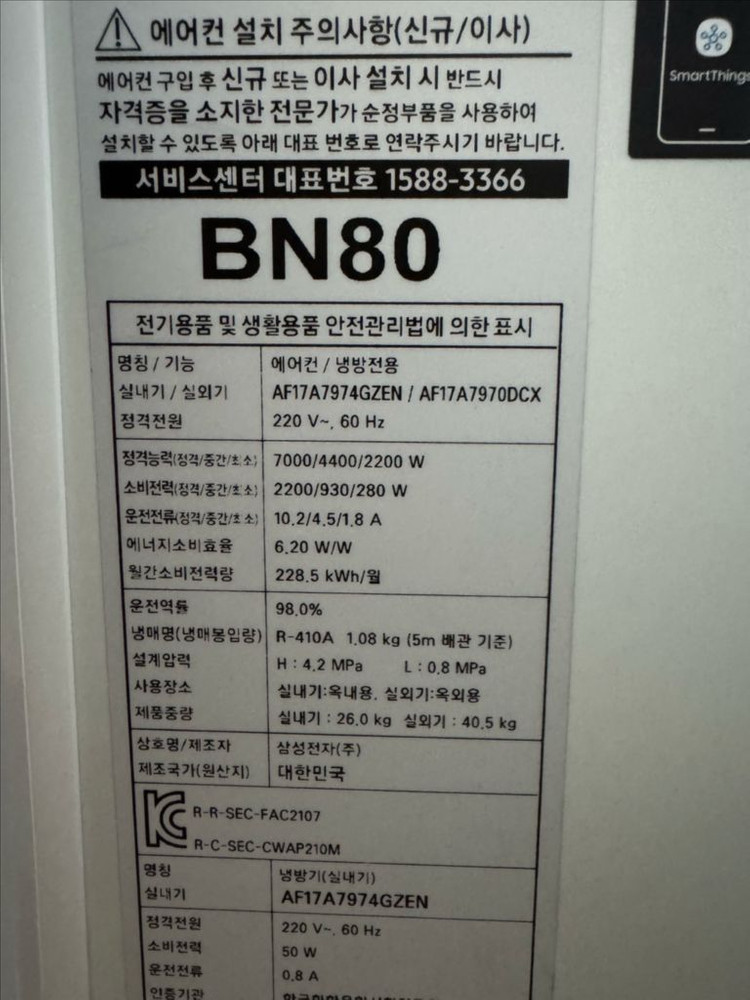 에어컨 설치 주의사항(신규/이사)
SmartThings
에어컨 구입 후 신규 또는 이사 설치 시 반드시
자격증을 소지한 전문가가 순정부품을 사용하여
설치할 수 있도록 아래 대표 번호로 연락주시기 바랍니다.
서비스센터 대표번호 1588-3366
BN80
전기용품 및 생활용품 안전관리법에 의한 표시
명칭 / 기능 에어컨 / 냉방전용
실내기 / 실외기 AF17A7974GZEN / AF17A7970DCX
정격전원 220 V~, 60 Hz
정격능력(정격/중간/최소) 7000/4400/2200 W
소비전력(정격/중간/최소) 2200/930/280 W
운전전류(정격/중간/최소) 10.2/4.5/1.8 A
에너지소비효율 6.20 W/W
월간소비전력량 228.5 kWh/월
운전역률 98.0%
냉매명(냉매봉입량) R-410A 1.08 kg (5m 배관 기준)
설계압력 H : 4.2 MPa L : 0.8 MPa
사용장소 실내기:옥내용, 실외기:옥외용
제품중량 실내기 : 26.0 kg 실외기 : 40.5 kg
상호명/제조자 삼성전자(주)
제조국가(원산지) 대한민국
R-R-SEC-FAC2107
R-C-SEC-CWAP210M
명칭 냉방기(실내기)
실내기 AF17A7974GZEN
정격전원 220 V~, 60 Hz
소비전력 50 W
운전전류 0.8 A
인증기관